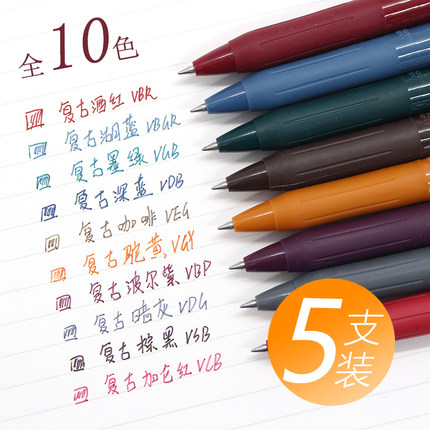 全10色
复古酒红 VBR
复古湖蓝 VBGR
复古墨绿 VGB
复古深蓝 VDB
复古咖啡 VEG
复古驼黄 VGY
复古波尔紫 VBP
复古暗灰 VDG
复古棕黑 VSB
复古加仑红 VCB
5支装